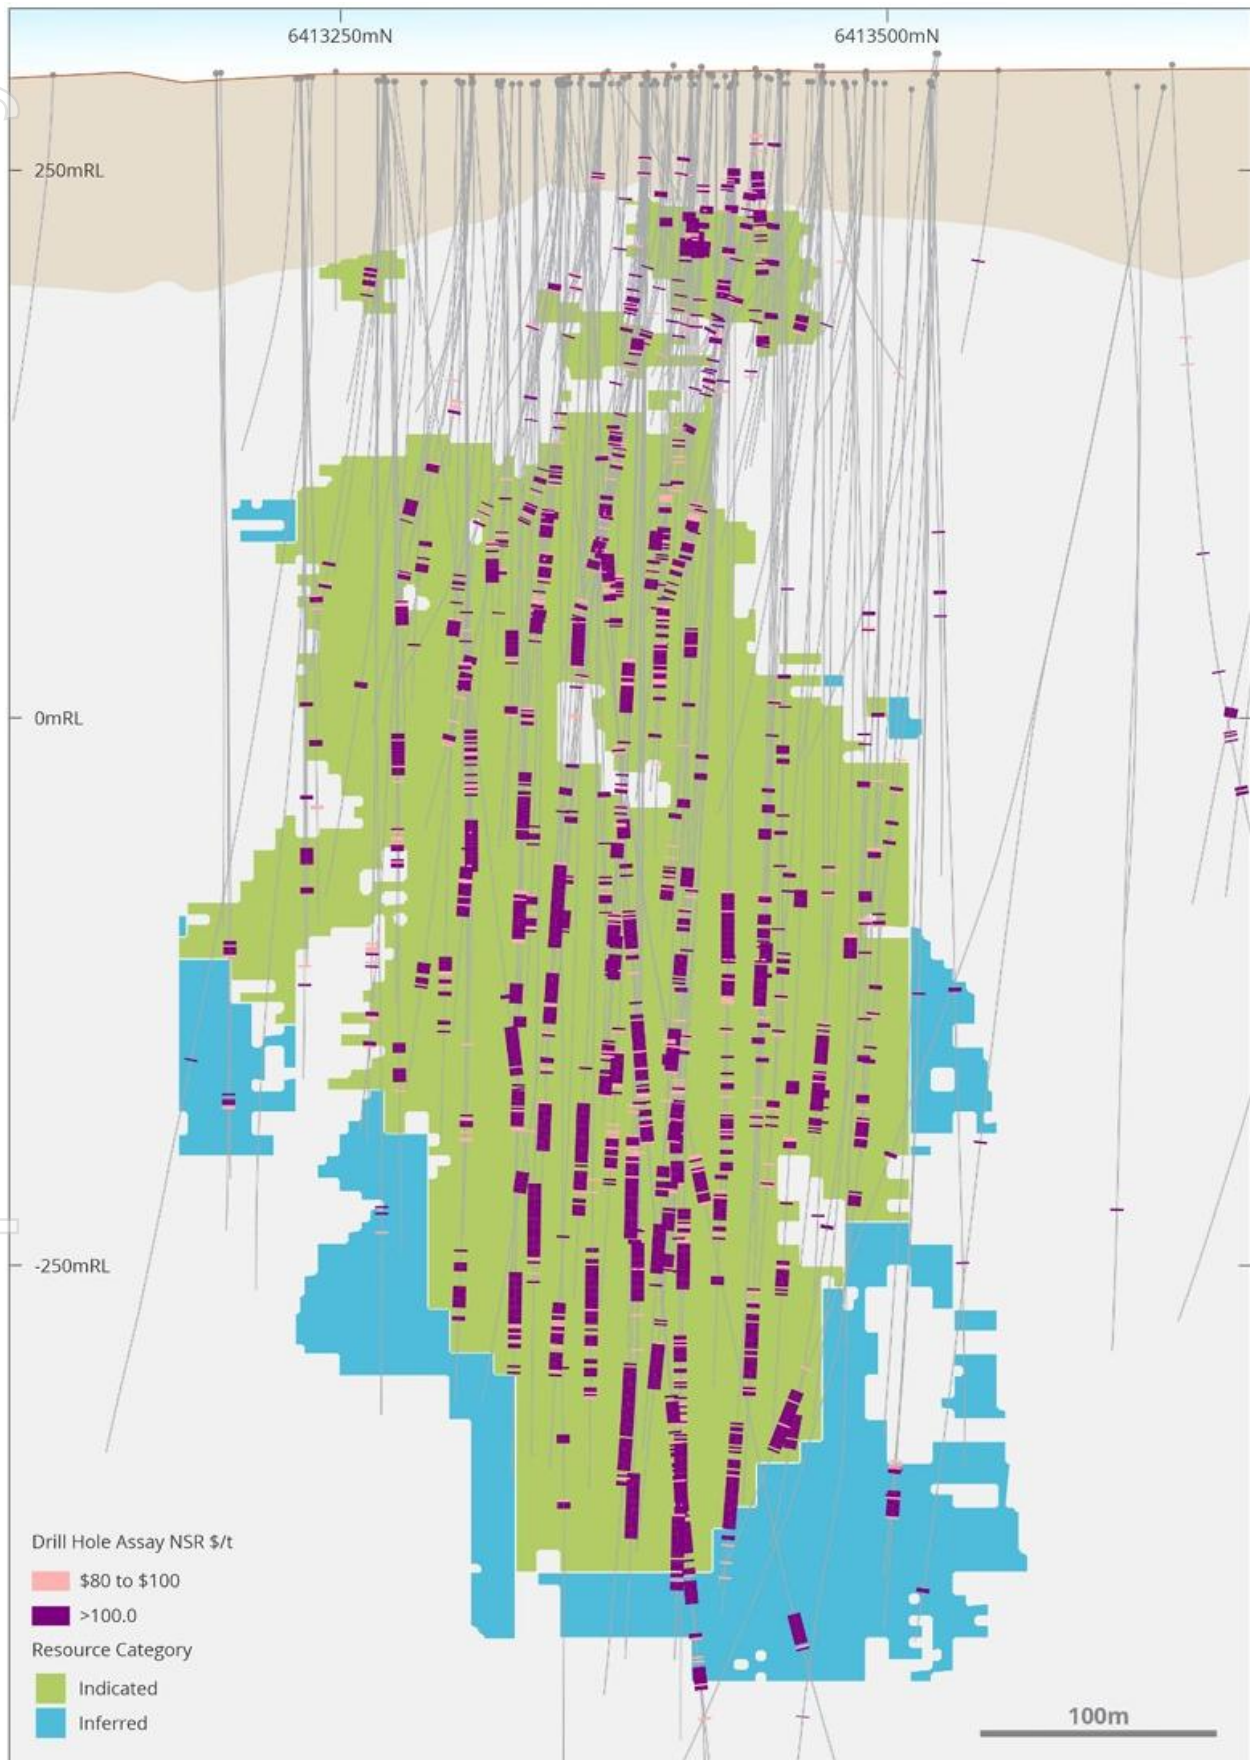 6413250mN 6413500mN
250mRL
0mRL
-250mRL
Drill Hole Assay NSR $/t
$80 to $100
>100.0
Resource Category
Indicated
Inferred
100m